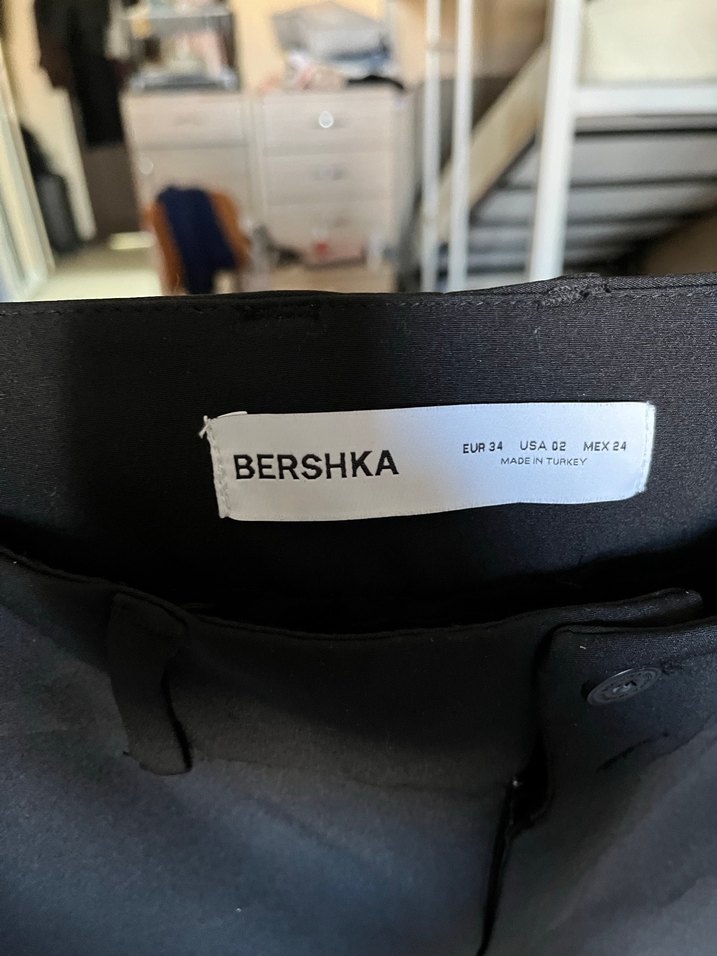 BERSHKA
EUR 34 USA 02 MEX 24
MADE IN TURKEY